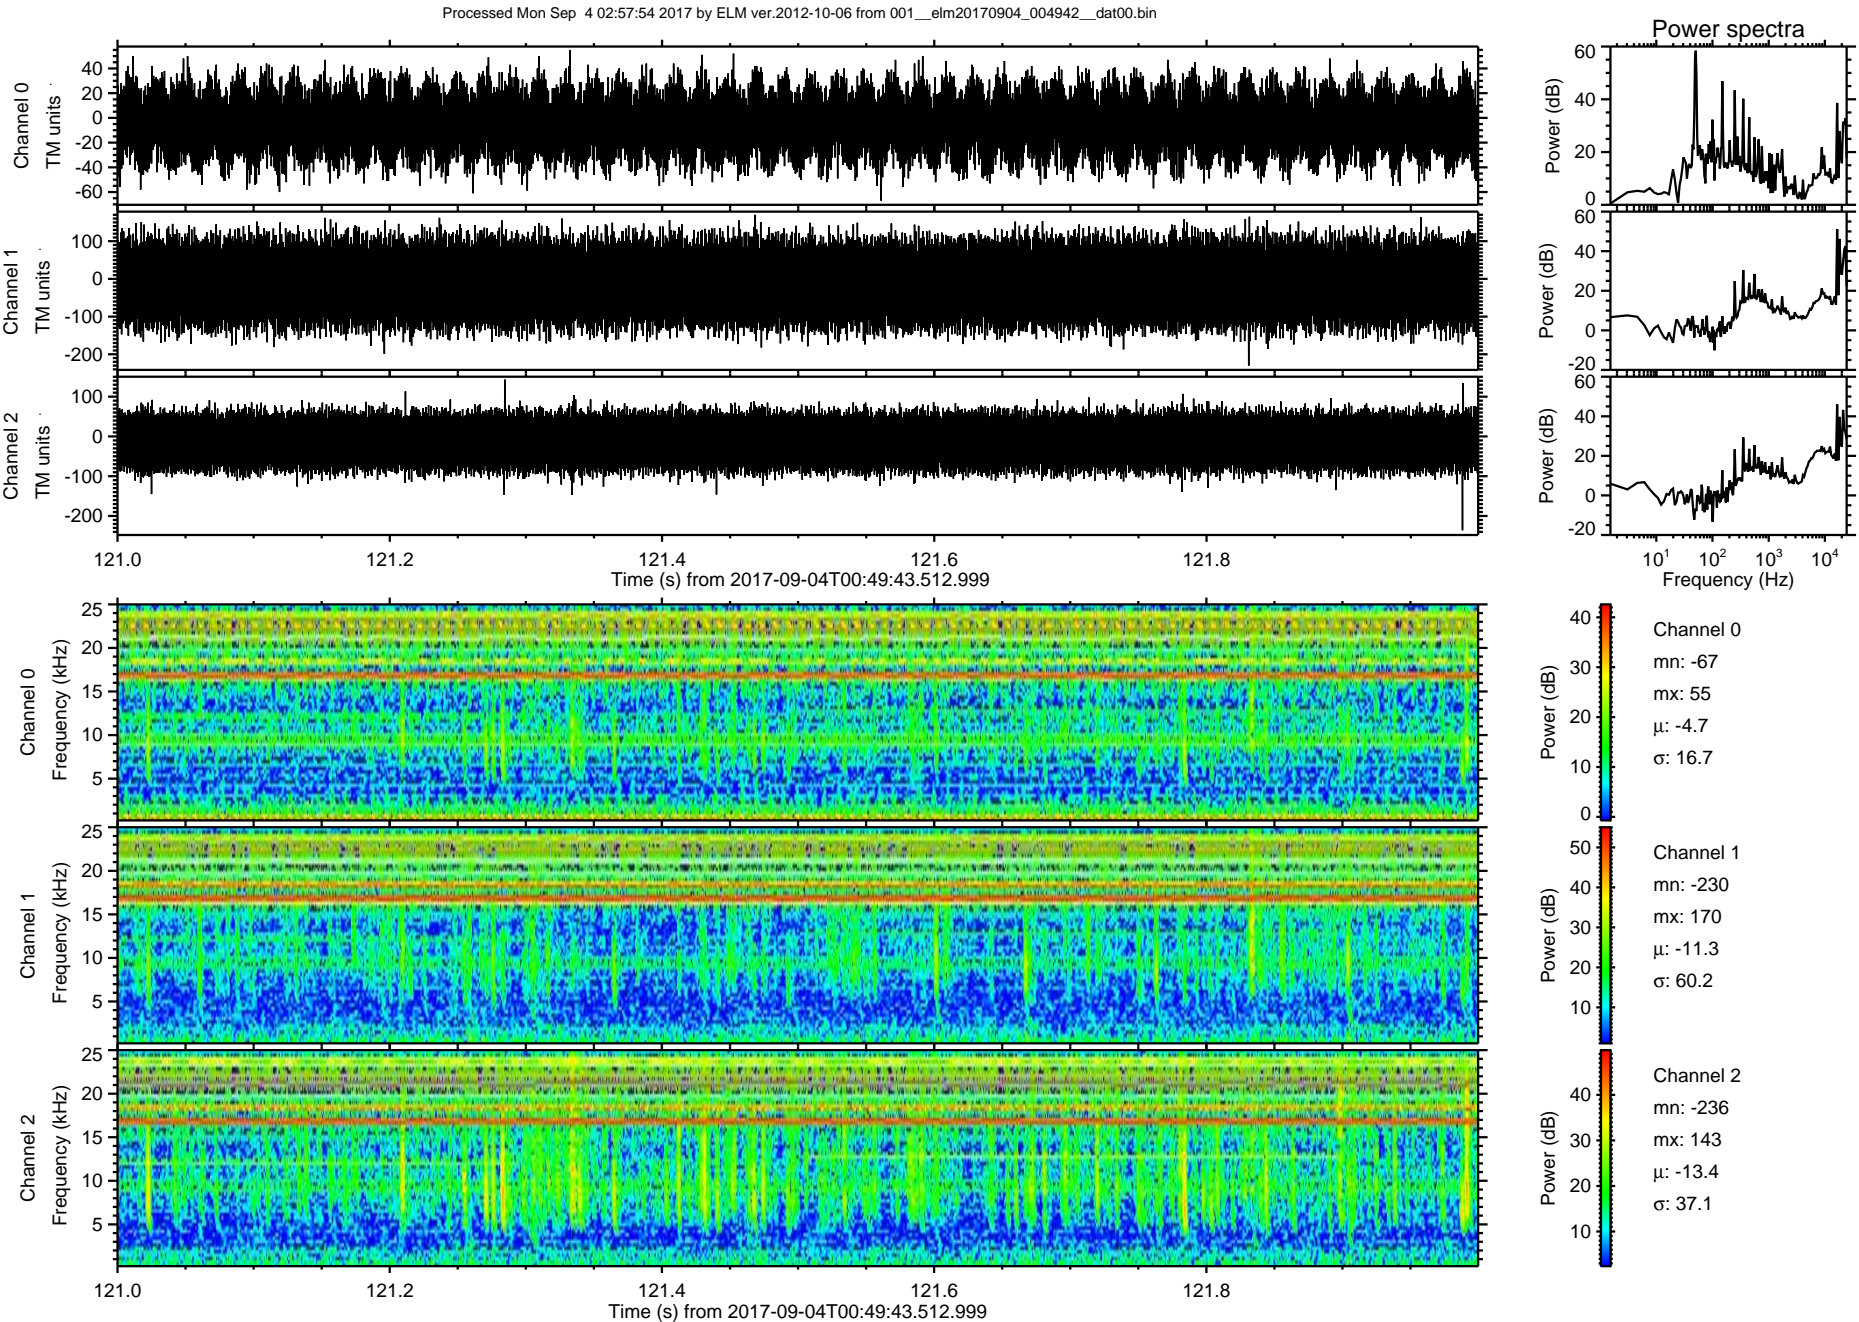 Processed Mon Sep 4 02:57:54 2017 by ELM ver.2012-10-06 from 001__elm20170904_004942__dat00.bin
Power spectra
Channel 0
TM units
40
20
0
-20
-40
-60
Power (dB)
60
40
20
0
Channel 1
TM units
100
0
-100
-200
Power (dB)
60
40
20
0
-20
Channel 2
TM units
100
0
-100
-200
Power (dB)
60
40
20
0
-20
121.0 121.2 121.4 121.6 121.8
Time (s) from 2017-09-04T00:49:43.512.999
10^1 10^2 10^3 10^4
Frequency (Hz)
Channel 0
Frequency (kHz)
25
20
15
10
5
Power (dB)
40
30
20
10
0
Channel 0
mn: -67
mx: 55
μ: -4.7
σ: 16.7
Channel 1
Frequency (kHz)
25
20
15
10
5
Power (dB)
50
40
30
20
10
Channel 1
mn: -230
mx: 170
μ: -11.3
σ: 60.2
Channel 2
Frequency (kHz)
25
20
15
10
5
Power (dB)
40
30
20
10
Channel 2
mn: -236
mx: 143
μ: -13.4
σ: 37.1
121.0 121.2 121.4 121.6 121.8
Time (s) from 2017-09-04T00:49:43.512.999